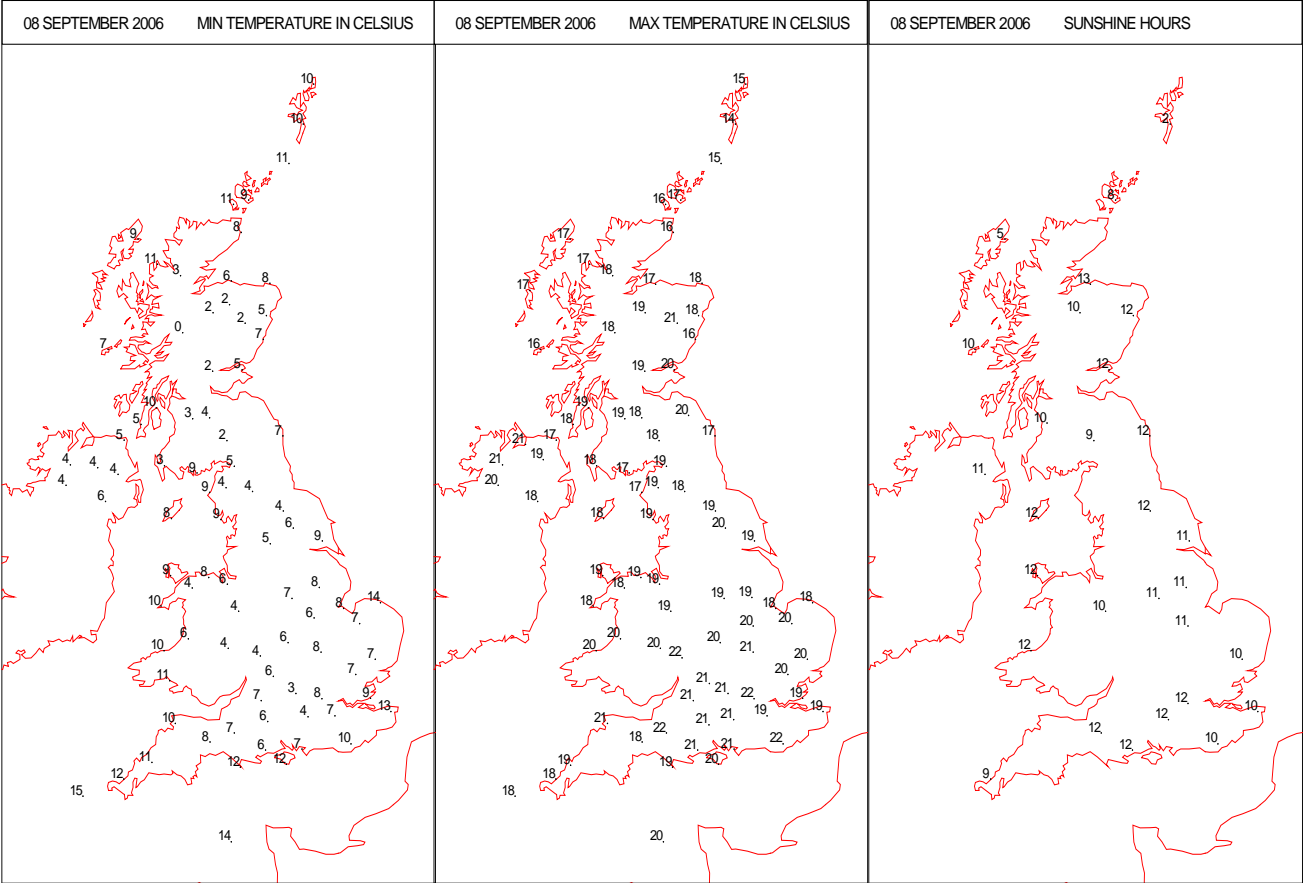 08 SEPTEMBER 2006 MIN TEMPERATURE IN CELSIUS
10
10
11
11 9
8
9
11
3
6 8
2
2 5
2
0 7
7
2 5
10
3 4
5
5 2 7
4 4 3 9 5
4
4 4 4
6 9
8 9 4
6
5 9
9 8 6
4 7 8
10 4 8 14
6 7
6 4 6
10 4 8
7
11 6 7
7 3 8 9
13
10 6 4 7
7
8 6 7 10
11 12 12
12
15
14
08 SEPTEMBER 2006 MAX TEMPERATURE IN CELSIUS
15
14
15
16 17
16
17
17
18
17 18
17
19 18
21
18 16
16
19 20
19
19 18 20
18
21 17 18 17
21 19 18 17 19
20 19
18 17 18
18 19 19
20
19
19 19 19
18 19 19
18 19 18 18
20 20
20 20 20
20 22 21
20
21 20
21 21 22 19
19
21 21 21 19
22
18 21 21 22
19 19 20
18
18
20
08 SEPTEMBER 2006 SUNSHINE HOURS
2
8
5
13
10 10
10
12
10
9 12
11
12 12
11
12 11
11
10 11
12 10
12 10
12
12 12 10
9